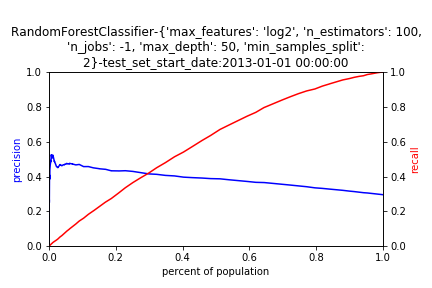 RandomForestClassifier-{'max_features': 'log2', 'n_estimators': 100,
'n_jobs': -1, 'max_depth': 50, 'min_samples_split':
2}-test_set_start_date:2013-01-01 00:00:00
1.0
0.8
0.6
0.4
0.2
0.0
precision
1.0
0.8
0.6
0.4
0.2
0.0
recall
0.0 0.2 0.4 0.6 0.8 1.0
percent of population